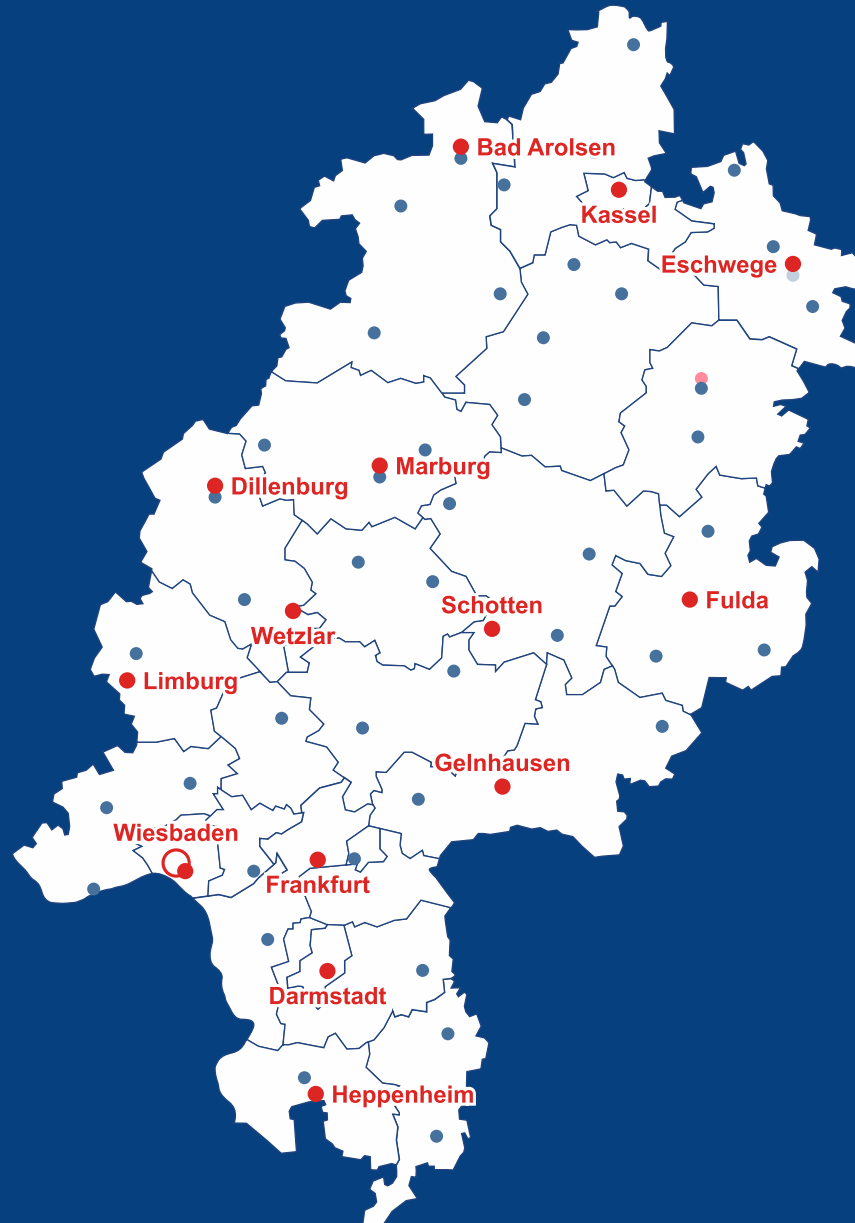 Bad Arolsen
Kassel
Eschwege
Marburg
Dillenburg
Fulda
Schotten
Wetzlar
Limburg
Gelnhausen
Wiesbaden
Frankfurt
Darmstadt
Heppenheim